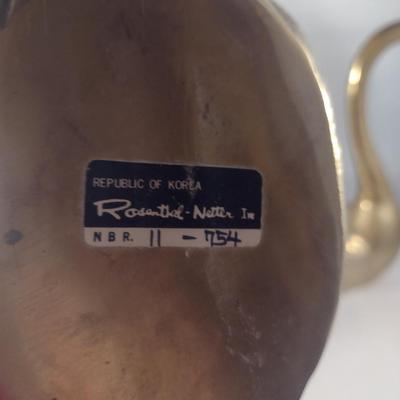 REPUBLIC OF KOREA
Rosenthal-Netter Inc
NBR. 11-754